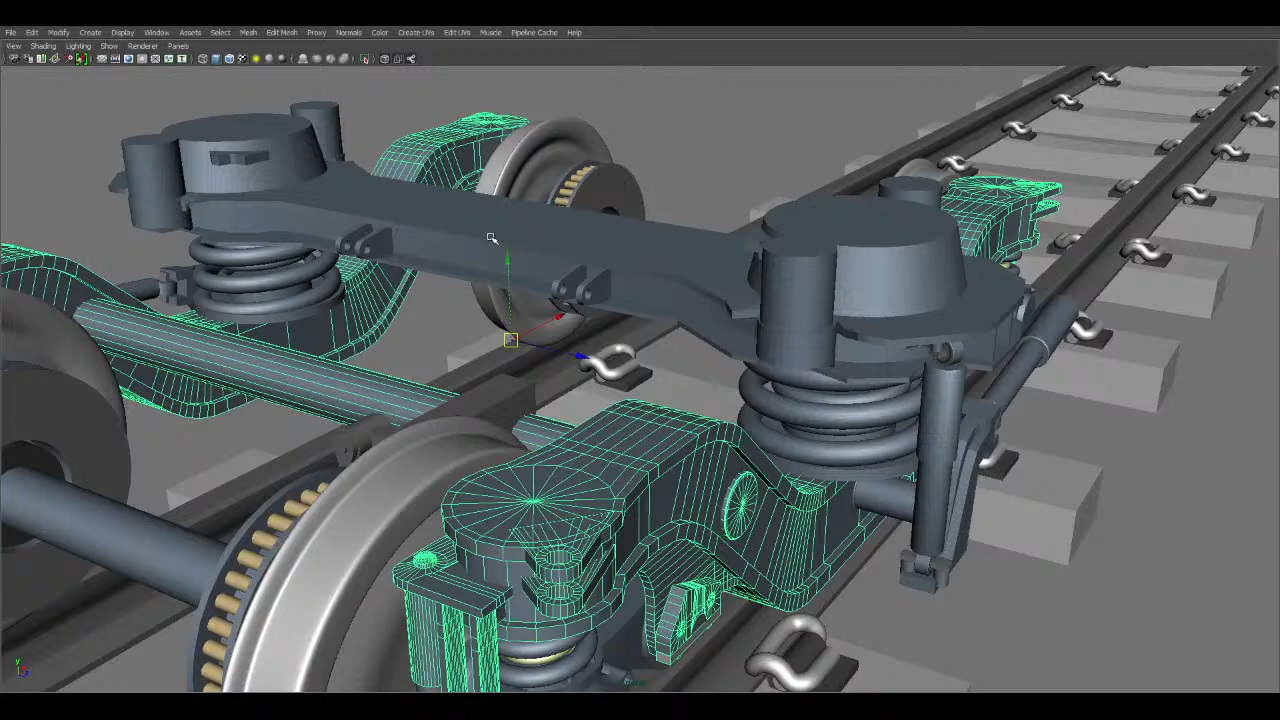 File Edit Modify Create Display Window Assets Select Mesh Edit Mesh Proxy Normals Color Create UVs Edit UVs Muscle Pipeline Cache Help
View Shading Lighting Show Renderer Panels
y